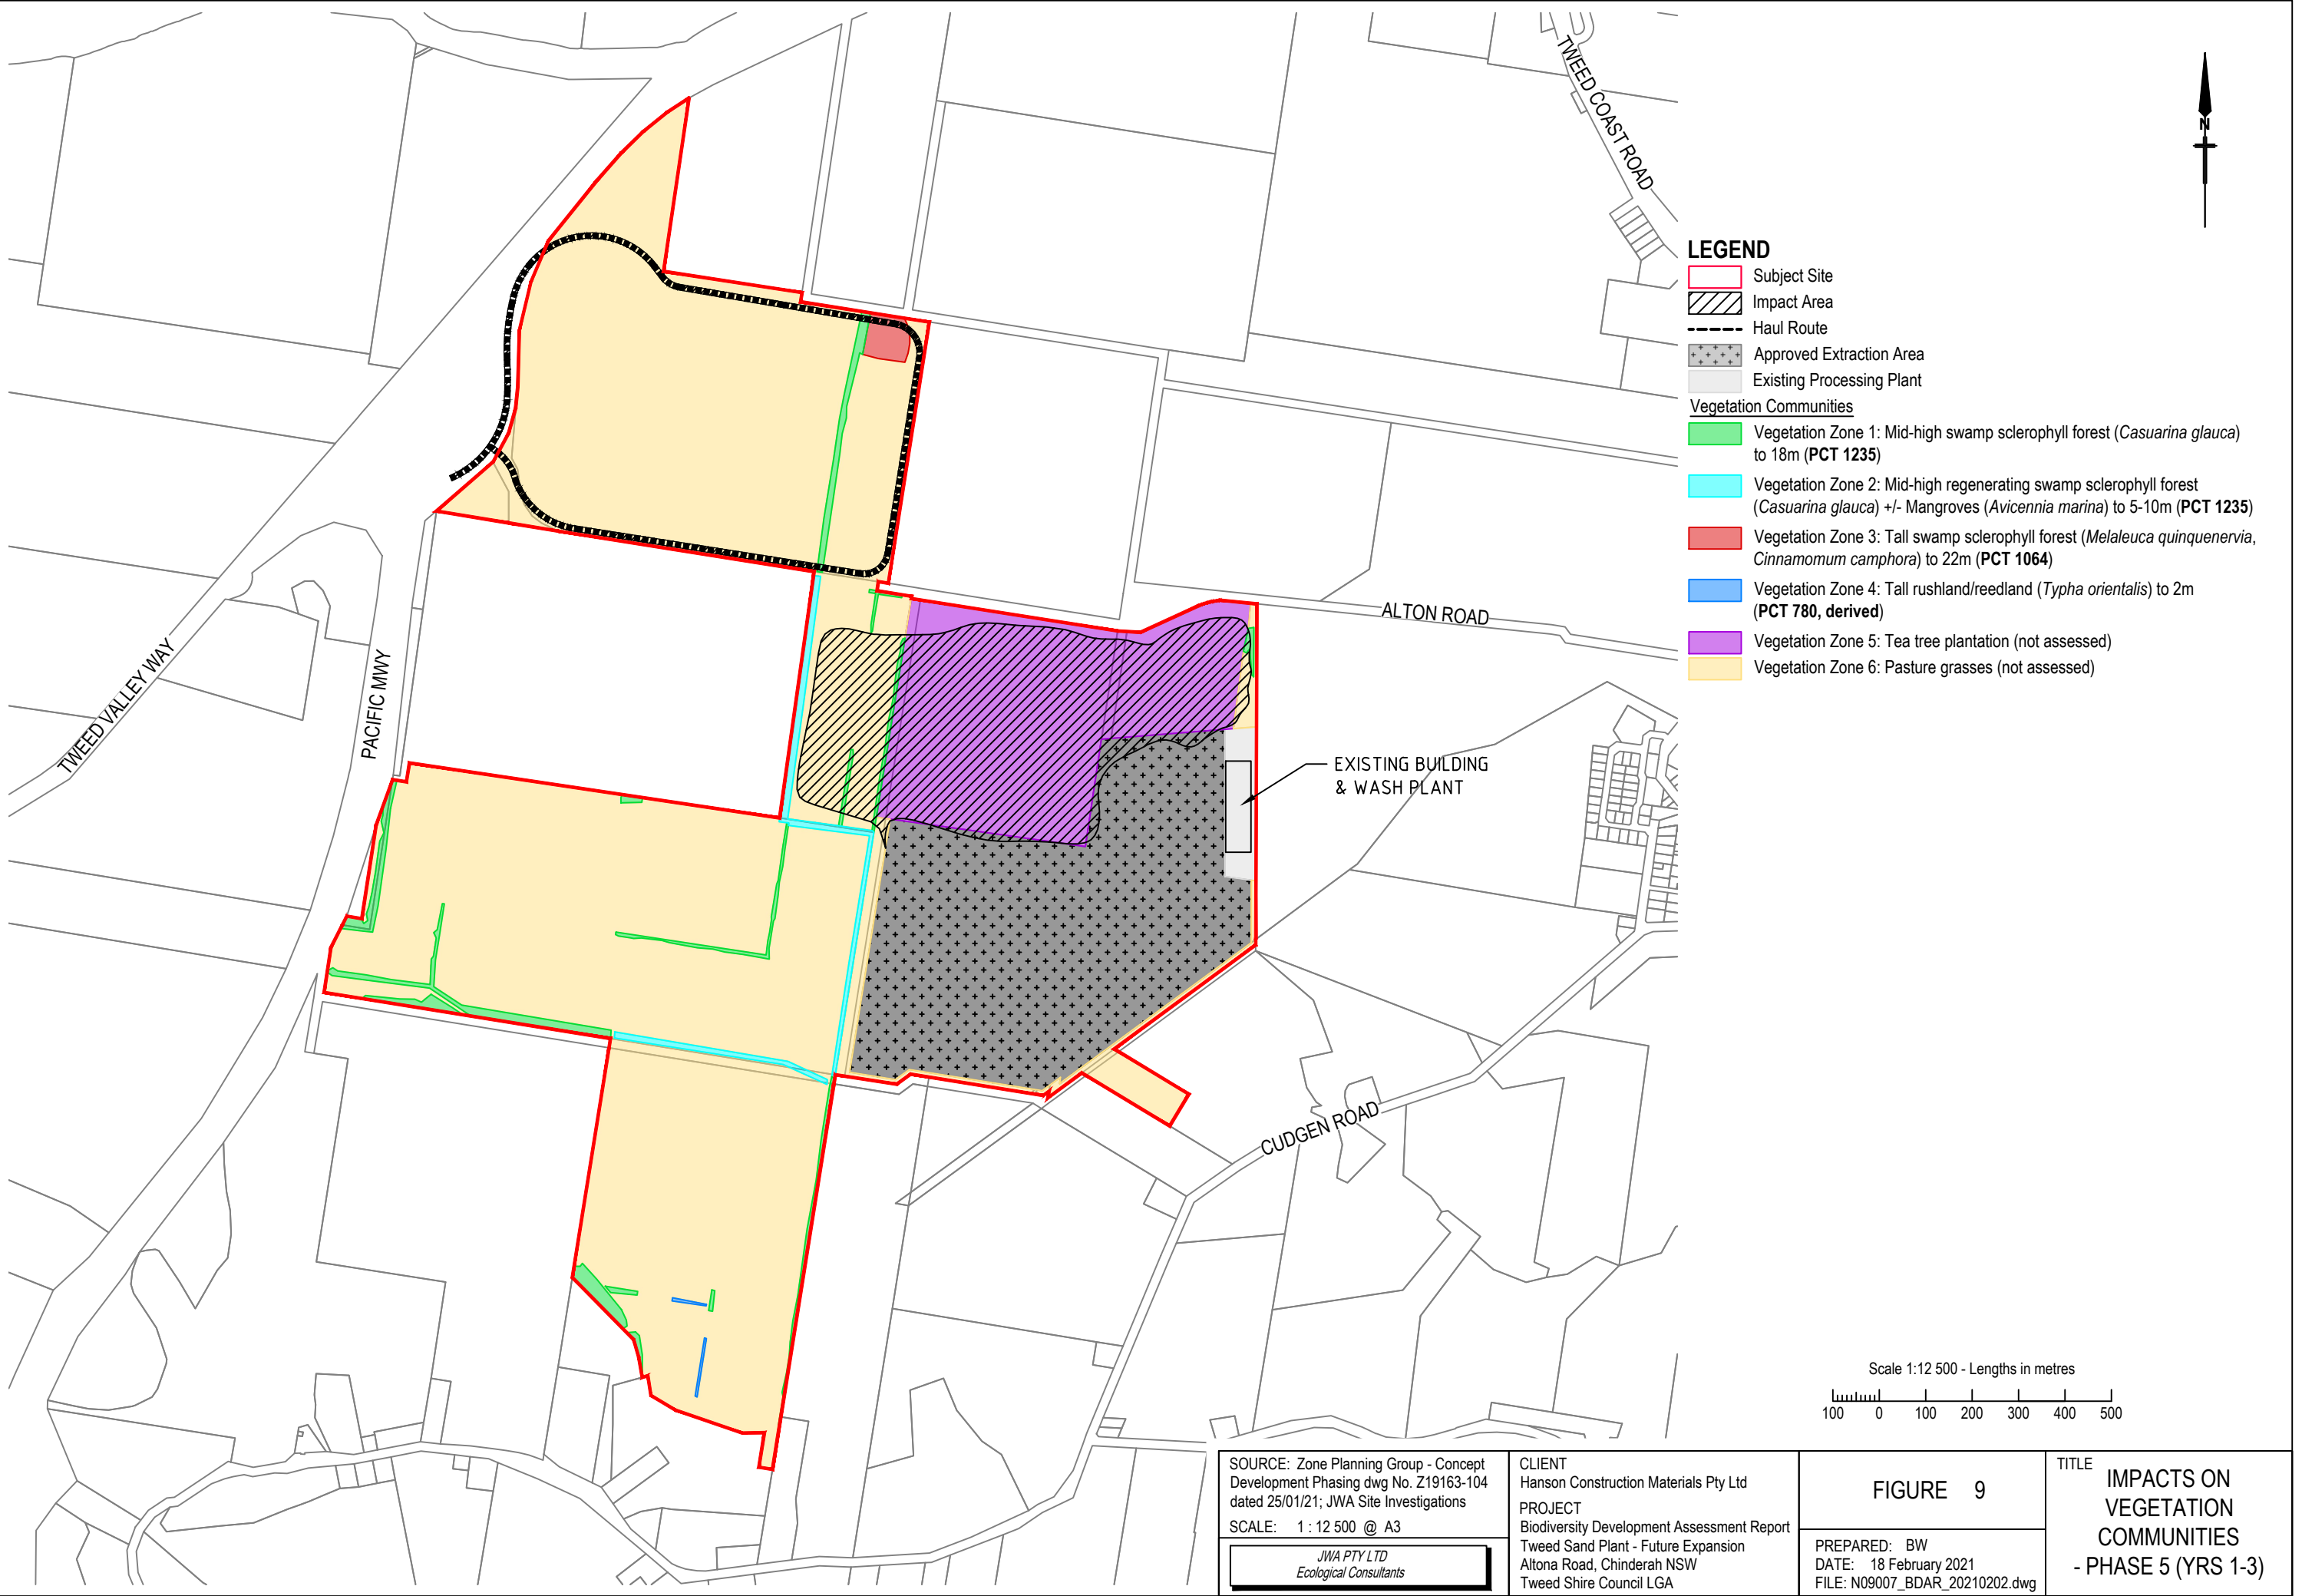 TWEED COAST ROAD
N
LEGEND
Subject Site
Impact Area
Haul Route
Approved Extraction Area
Existing Processing Plant
Vegetation Communities
Vegetation Zone 1: Mid-high swamp sclerophyll forest (Casuarina glauca)
to 18m (PCT 1235)
Vegetation Zone 2: Mid-high regenerating swamp sclerophyll forest
(Casuarina glauca) +/- Mangroves (Avicennia marina) to 5-10m (PCT 1235)
Vegetation Zone 3: Tall swamp sclerophyll forest (Melaleuca quinquenervia,
Cinnamomum camphora) to 22m (PCT 1064)
Vegetation Zone 4: Tall rushland/reedland (Typha orientalis) to 2m
(PCT 780, derived)
Vegetation Zone 5: Tea tree plantation (not assessed)
Vegetation Zone 6: Pasture grasses (not assessed)
ALTON ROAD
TWEED VALLEY WAY
PACIFIC MWY
EXISTING BUILDING
& WASH PLANT
CUDGEN ROAD
Scale 1:12 500 - Lengths in metres
100 0 100 200 300 400 500
SOURCE: Zone Planning Group - Concept
Development Phasing dwg No. Z19163-104
dated 25/01/21; JWA Site Investigations
SCALE: 1 : 12 500 @ A3
JWA PTY LTD
Ecological Consultants
CLIENT
Hanson Construction Materials Pty Ltd
PROJECT
Biodiversity Development Assessment Report
Tweed Sand Plant - Future Expansion
Altona Road, Chinderah NSW
Tweed Shire Council LGA
FIGURE 9
PREPARED: BW
DATE: 18 February 2021
FILE: N09007_BDAR_20210202.dwg
TITLE
IMPACTS ON
VEGETATION
COMMUNITIES
- PHASE 5 (YRS 1-3)